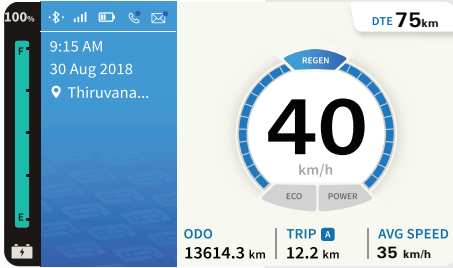 100%
F
E
9:15 AM
30 Aug 2018
Thiruvana...
DTE 75km
REGEN
40
km/h
ECO
POWER
ODO
13614.3 km
TRIP A
12.2 km
AVG SPEED
35 km/h